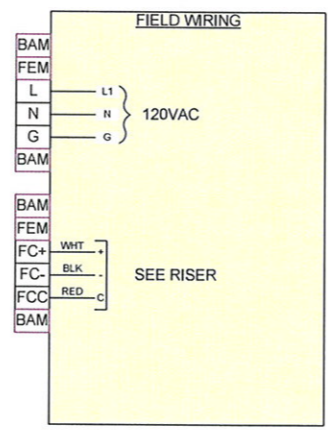 FIELD WIRING
BAM
FEM
L L1
N N 120VAC
G G
BAM
BAM
FEM
FC+ WHT +
FC- BLK - SEE RISER
FCC RED C
BAM